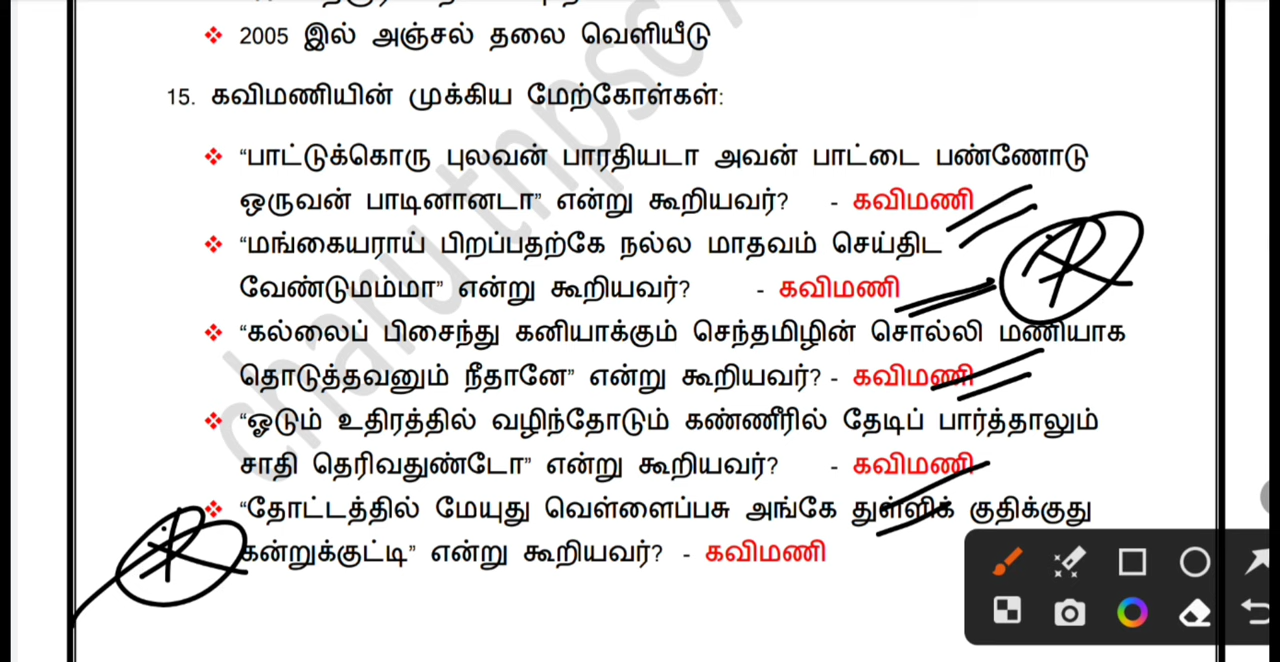 ❖ 2005 இல் அஞ்சல் தலை வெளியீடு
15. கவிமணியின் முக்கிய மேற்கோள்கள்:
❖ “பாட்டுக்கொரு புலவன் பாரதியடா அவன் பாட்டை பண்ணோடு
ஒருவன் பாடினானடா” என்று கூறியவர்? - கவிமணி
❖ “மங்கையராய் பிறப்பதற்கே நல்ல மாதவம் செய்திட
வேண்டுமம்மா” என்று கூறியவர்? - கவிமணி
❖ “கல்லைப் பிசைந்து கனியாக்கும் செந்தமிழின் சொல்லி மணியாக
தொடுத்தவனும் நீதானே” என்று கூறியவர்? - கவிமணி
❖ “ஓடும் உதிரத்தில் வழிந்தோடும் கண்ணீரில் தேடிப் பார்த்தாலும்
சாதி தெரிவதுண்டோ” என்று கூறியவர்? - கவிமணி
❖ “தோட்டத்தில் மேயுது வெள்ளைப்பசு அங்கே துள்ளிக் குதிக்குது
கன்றுக்குட்டி” என்று கூறியவர்? - கவிமணி
charu tnpsc